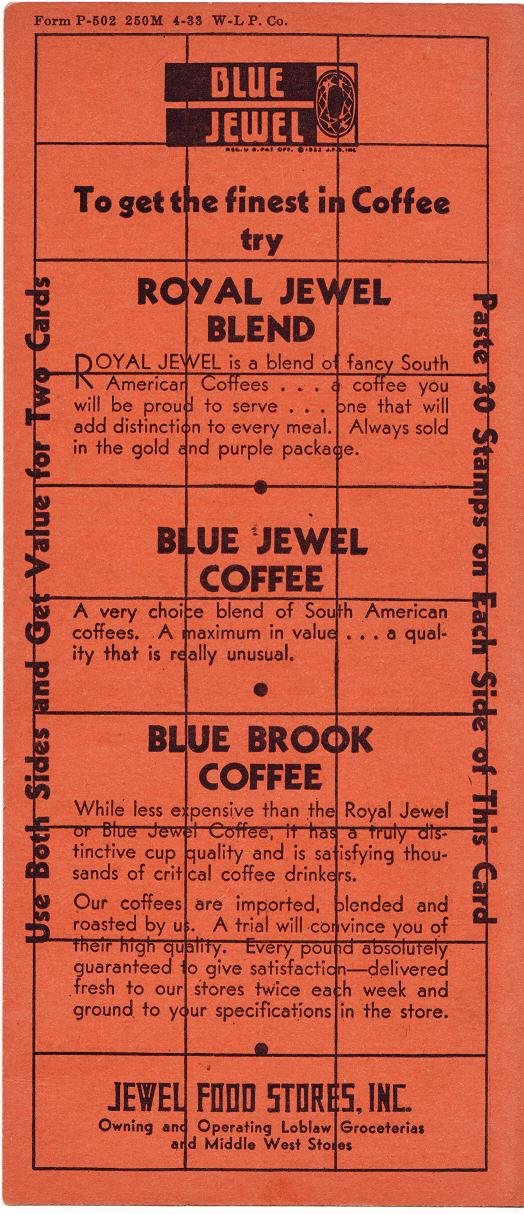 Form P-502 250M 4-33 W-L P. Co.
BLUE
JEWEL
REG. U.S. PAT. OFF. ©1932 J.F.S. INC
To get the finest in Coffee
try
ROYAL JEWEL
BLEND
ROYAL JEWEL is a blend of fancy South
American Coffees . . . a coffee you
will be proud to serve . . . one that will
add distinction to every meal. Always sold
in the gold and purple package.
BLUE JEWEL
COFFEE
A very choice blend of South American
coffees. A maximum in value . . . a qual-
ity that is really unusual.
BLUE BROOK
COFFEE
While less expensive than the Royal Jewel
or Blue Jewel Coffee, it has a truly dis-
tinctive cup quality and is satisfying thou-
sands of critical coffee drinkers.
Our coffees are imported, blended and
roasted by us. A trial will convince you of
their high quality. Every pound absolutely
guaranteed to give satisfaction—delivered
fresh to our stores twice each week and
ground to your specifications in the store.
JEWEL FOOD STORES, INC.
Owning and Operating Loblaw Groceterias
and Middle West Stores
Use Both Sides and Get Value for Two Cards
Paste 30 Stamps on Each Side of This Card